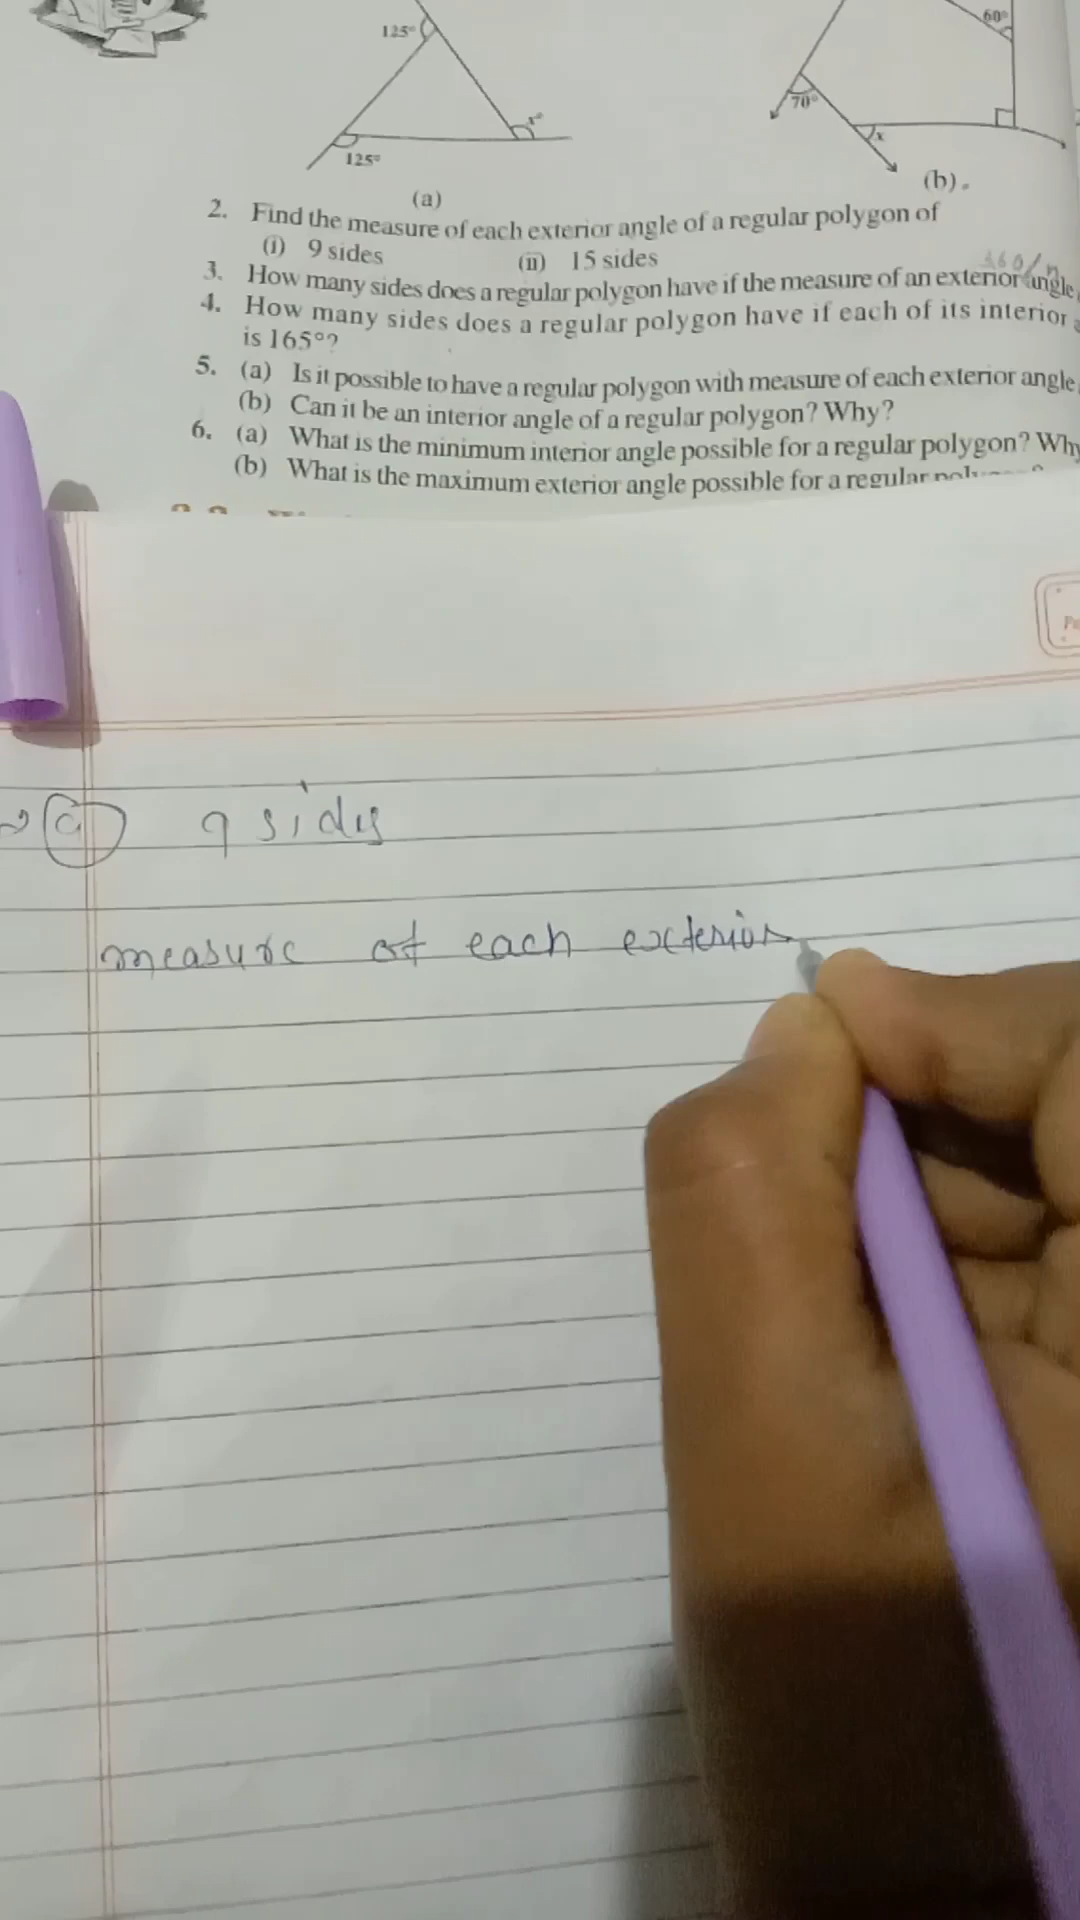 125°
60°
70°
x°
x
125°
(a)
(b)
2. Find the measure of each exterior angle of a regular polygon of
(i) 9 sides (ii) 15 sides
360/n
3. How many sides does a regular polygon have if the measure of an exterior angle
4. How many sides does a regular polygon have if each of its interior
is 165°?
5. (a) Is it possible to have a regular polygon with measure of each exterior angle
(b) Can it be an interior angle of a regular polygon? Why?
6. (a) What is the minimum interior angle possible for a regular polygon? Why
(b) What is the maximum exterior angle possible for a regular
9 sides
measure of each exterior